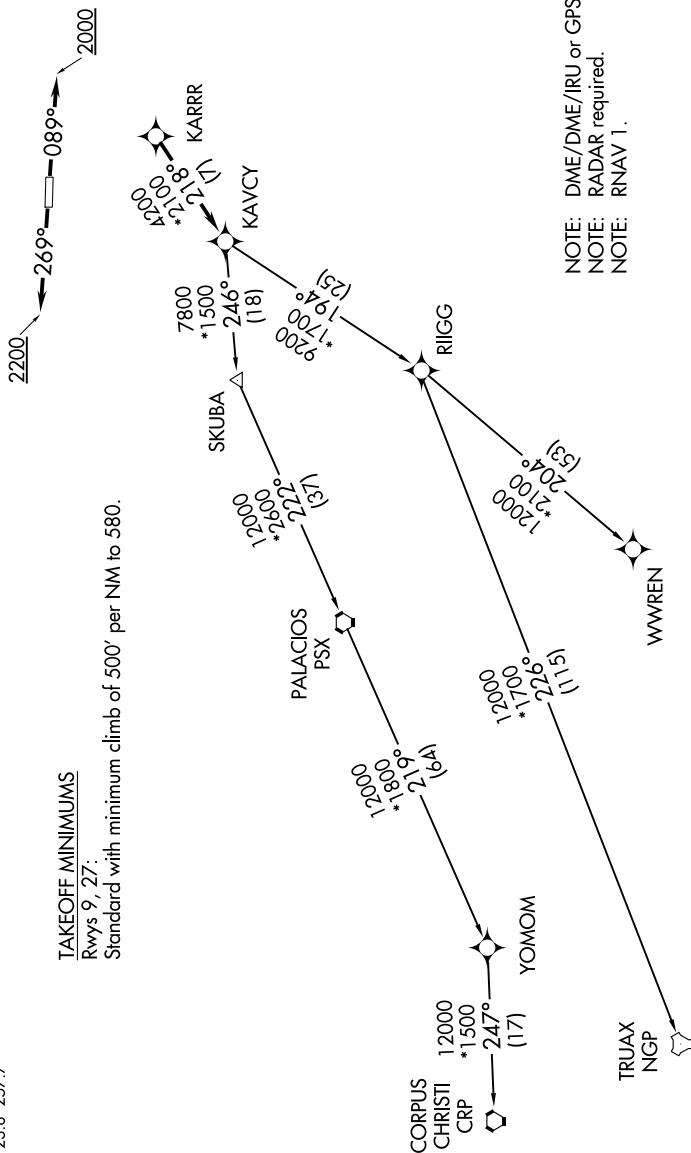 2200
269°
089°
2000
KARRR
4200
*2100
218°
(7)
KAVCY
7800
*1500
246°
(18)
SKUBA
9200
*1700
194°
(25)
RIIGG
12000
*2600
222°
(37)
PALACIOS
PSX
12000
*2100
204°
(53)
WWREN
12000
*1800
219°
(64)
YOMOM
12000
*1700
226°
(115)
TRUAX
NGP
12000
*1500
247°
(17)
CORPUS
CHRISTI
CRP
TAKEOFF MINIMUMS
Rwys 9, 27:
Standard with minimum climb of 500' per NM to 580.
NOTE: DME/DME/IRU or GPS
NOTE: RADAR required.
NOTE: RNAV 1.